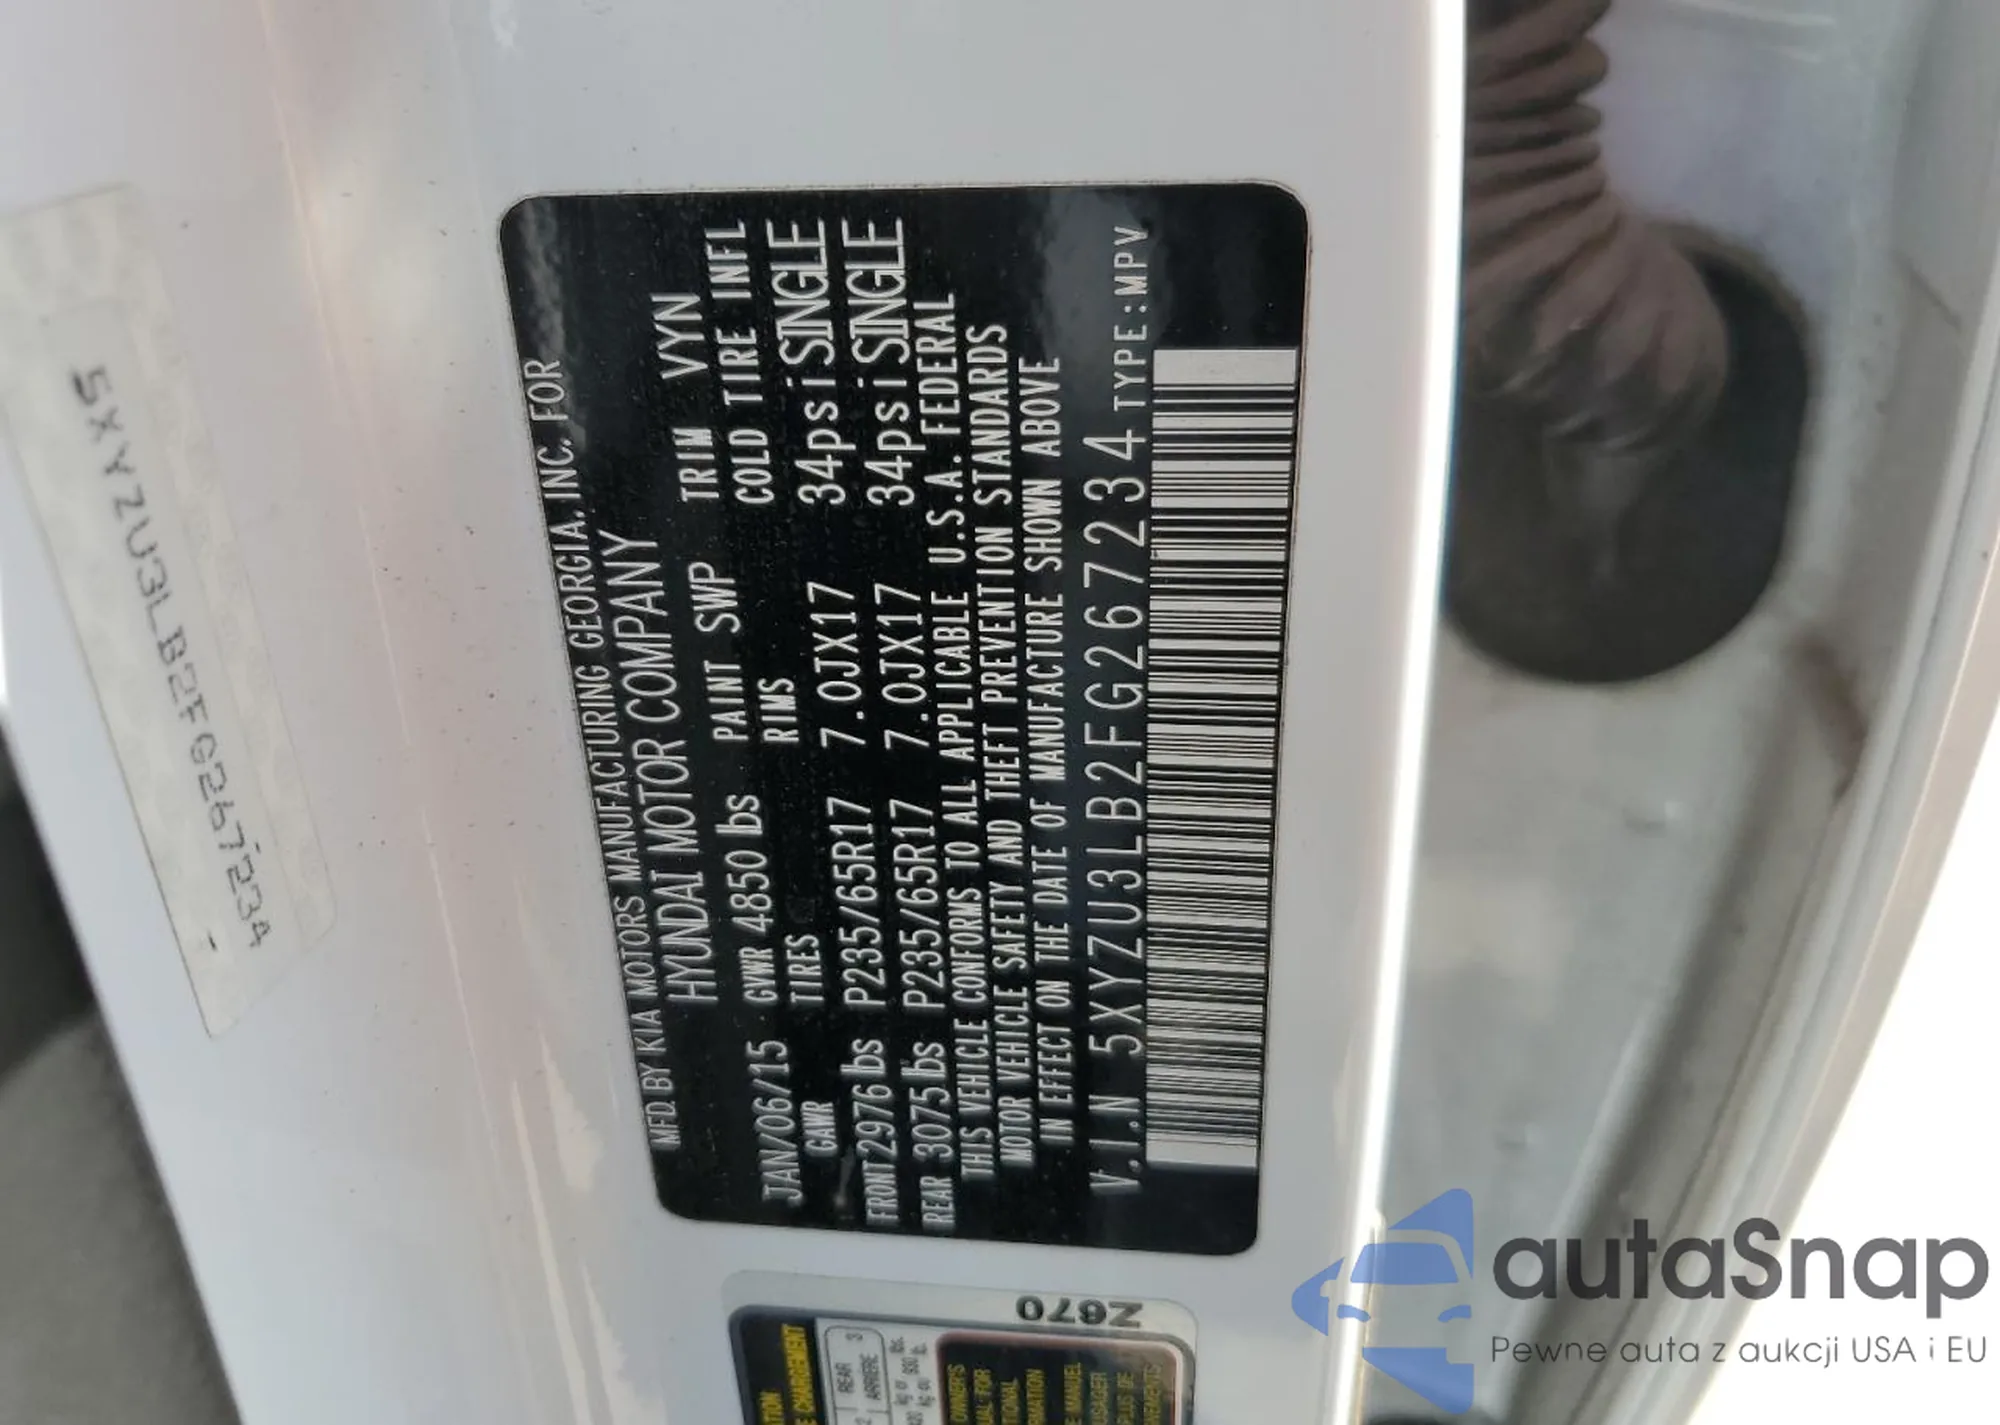 5XYZU3LB2FG267234
MFD. BY KIA MOTORS MANUFACTURING GEORGIA, INC. FOR
HYUNDAI MOTOR COMPANY
JAN/06/15 GVWR 4850 lbs PAINT SWP TRIM VYN
GAWR TIRES RIMS COLD TIRE INFL
FRONT 2976 lbs P235/65R17 7.0JX17 34psi SINGLE
REAR 3075 lbs P235/65R17 7.0JX17 34psi SINGLE
THIS VEHICLE CONFORMS TO ALL APPLICABLE U.S.A. FEDERAL
MOTOR VEHICLE SAFETY AND THEFT PREVENTION STANDARDS
IN EFFECT ON THE DATE OF MANUFACTURE SHOWN ABOVE
V.I.N 5XYZU3LB2FG267234 TYPE:MPV
Z670
REAR 3
ARRIERE
autaSnap
Pewne auta z aukcji USA i EU